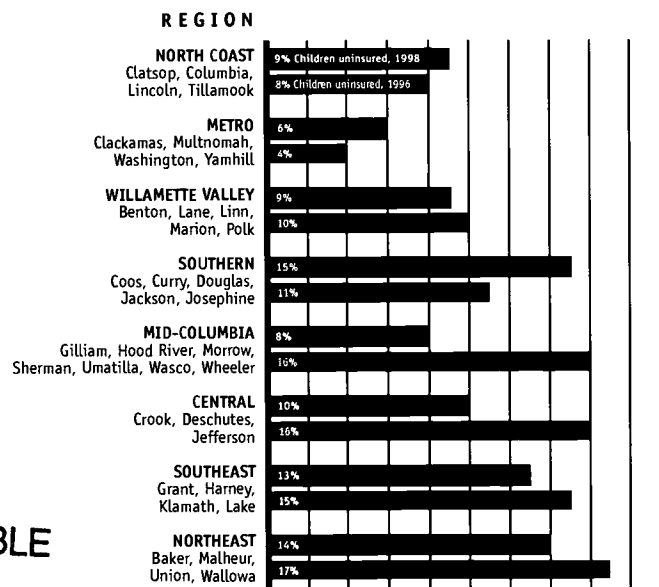 REGION
NORTH COAST
Clatsop, Columbia,
Lincoln, Tillamook
9% Children uninsured, 1998
8% Children uninsured, 1996
METRO
Clackamas, Multnomah,
Washington, Yamhill
6%
4%
WILLAMETTE VALLEY
Benton, Lane, Linn,
Marion, Polk
9%
10%
SOUTHERN
Coos, Curry, Douglas,
Jackson, Josephine
15%
11%
MID-COLUMBIA
Gilliam, Hood River, Morrow,
Sherman, Umatilla, Wasco, Wheeler
8%
16%
CENTRAL
Crook, Deschutes,
Jefferson
10%
16%
SOUTHEAST
Grant, Harney,
Klamath, Lake
13%
15%
BLE
NORTHEAST
Baker, Malheur,
Union, Wallowa
14%
17%